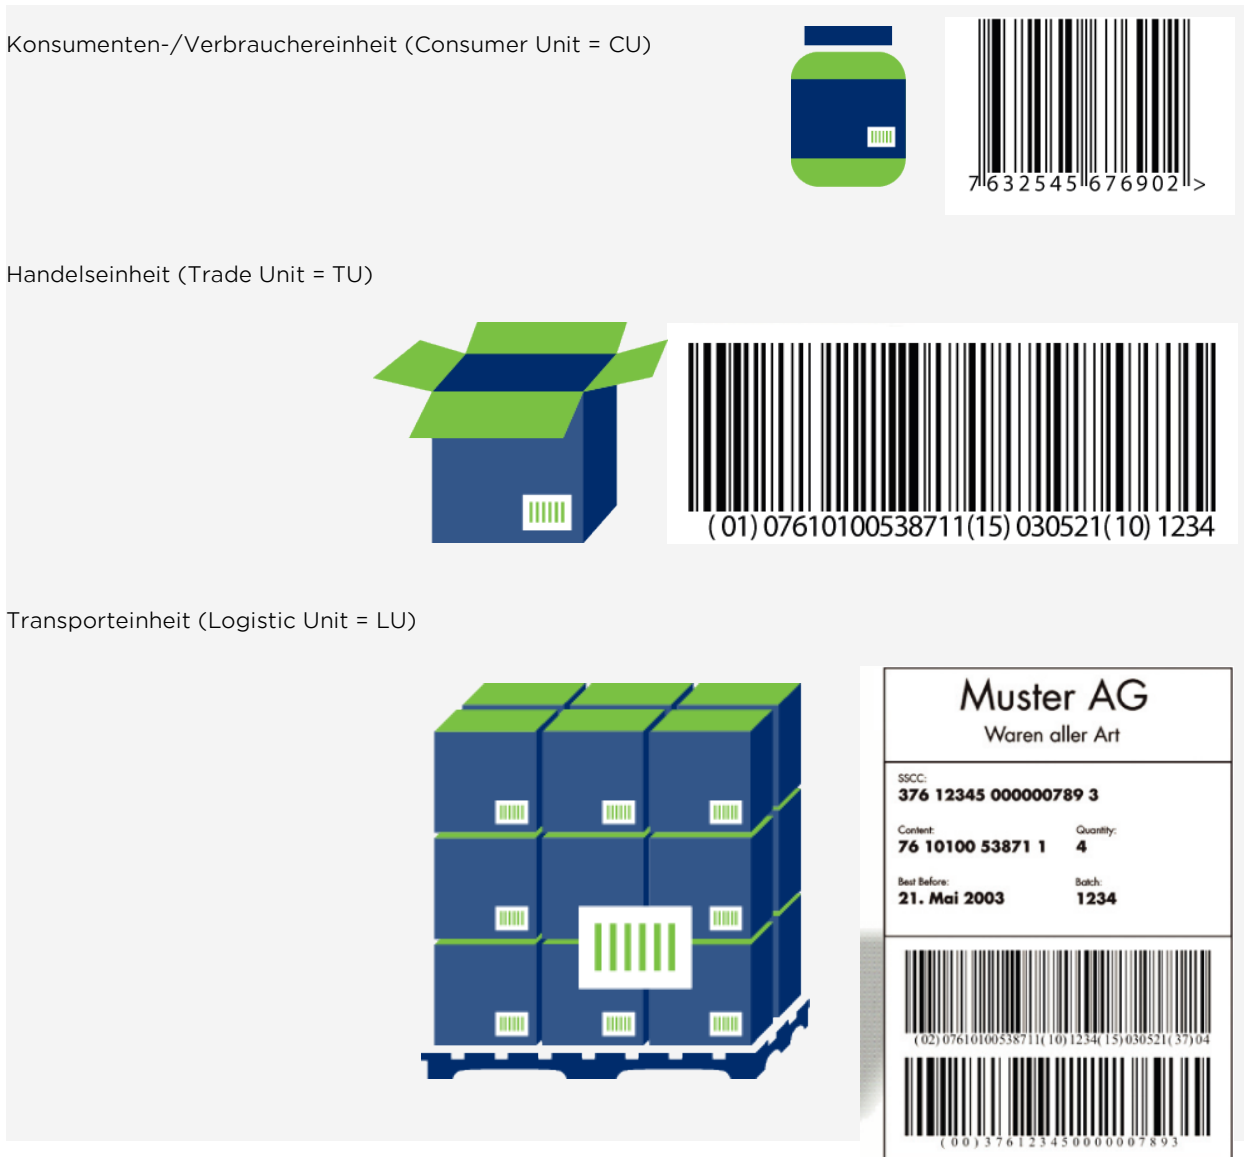 Konsumenten-/Verbrauchereinheit (Consumer Unit = CU)
7 632545 676902 >
Handelseinheit (Trade Unit = TU)
(01) 07610100538711(15) 030521(10) 1234
Transporteinheit (Logistic Unit = LU)
Muster AG
Waren aller Art
SSCC:
376 12345 000000789 3
Content: Quantity:
76 10100 53871 1 4
Best Before: Batch:
21. Mai 2003 1234
(02) 07610100538711(10) 1234(15) 030521(37) 04
(00) 376123450000007893